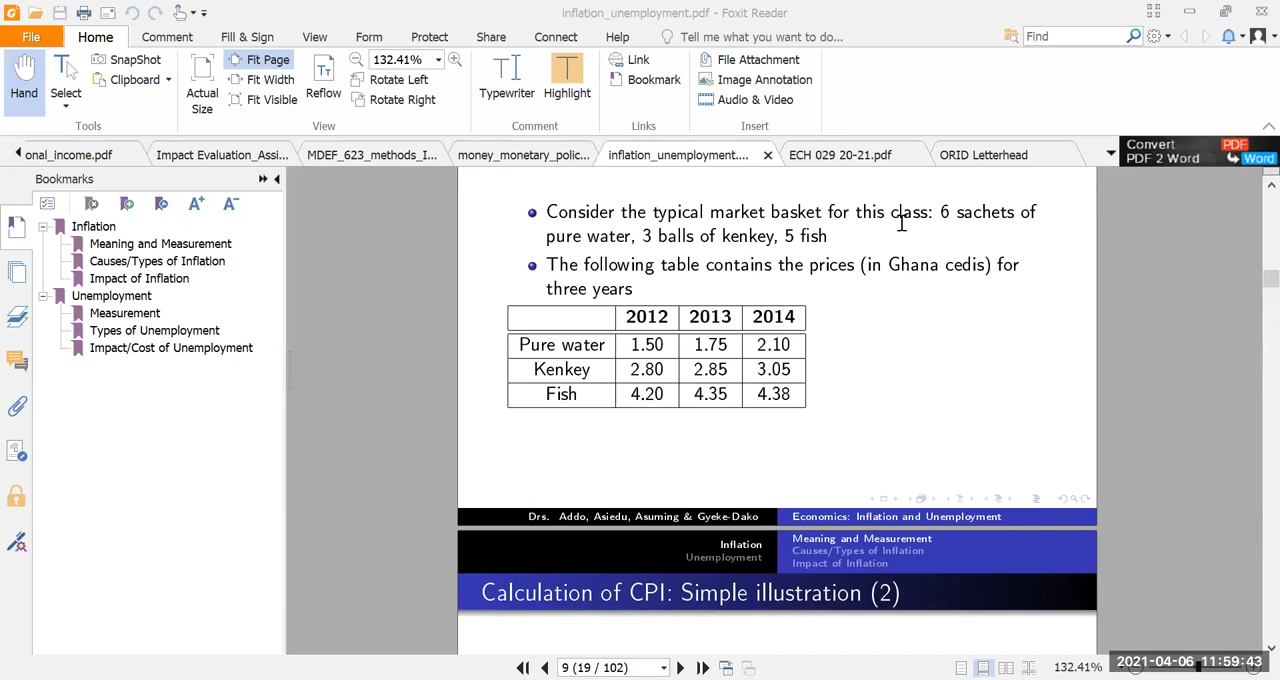 inflation_unemployment.pdf - Foxit Reader
File Home Comment Fill & Sign View Form Protect Share Connect Help Tell me what you want to do... Find
Hand
Select
SnapShot
Clipboard
Tools
Actual Size
Fit Page
Fit Width
Fit Visible
Reflow
132.41%
Rotate Left
Rotate Right
View
Typewriter
Highlight
Comment
Link
Bookmark
Links
File Attachment
Image Annotation
Audio & Video
Insert
onal_income.pdf Impact Evaluation_Assi... MDEF_623_methods_I... money_monetary_polic... inflation_unemployment.... ECH 029 20-21.pdf ORID Letterhead
Convert PDF
PDF 2 Word Word
Bookmarks
Inflation
Meaning and Measurement
Causes/Types of Inflation
Impact of Inflation
Unemployment
Measurement
Types of Unemployment
Impact/Cost of Unemployment
Consider the typical market basket for this class: 6 sachets of
pure water, 3 balls of kenkey, 5 fish
The following table contains the prices (in Ghana cedis) for
three years
2012 2013 2014
Pure water 1.50 1.75 2.10
Kenkey 2.80 2.85 3.05
Fish 4.20 4.35 4.38
Drs. Addo, Asiedu, Asuming & Gyeke-Dako Economics: Inflation and Unemployment
Inflation
Unemployment
Meaning and Measurement
Causes/Types of Inflation
Impact of Inflation
Calculation of CPI: Simple illustration (2)
9 (19 / 102)
132.41%
2021-04-06 11:59:43